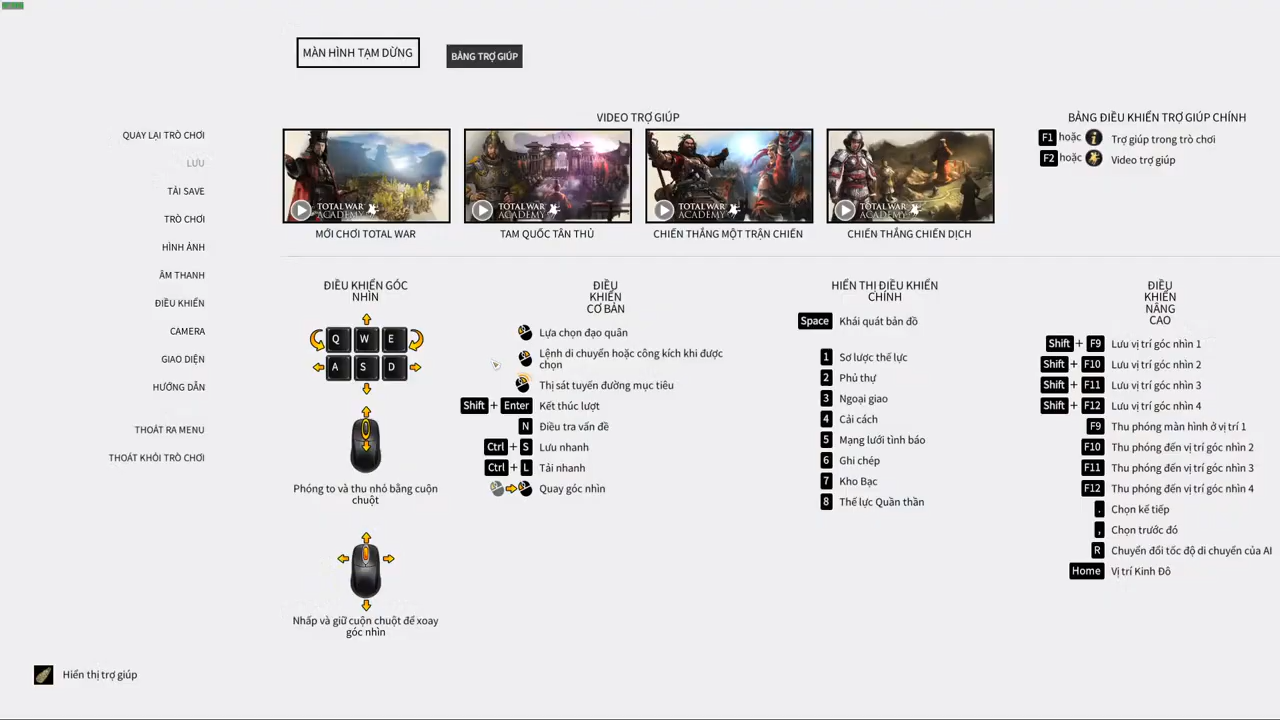 MÀN HÌNH TẠM DỪNG
BẢNG TRỢ GIÚP
QUAY LẠI TRÒ CHƠI
LƯU
TẢI SAVE
TRÒ CHƠI
HÌNH ẢNH
ÂM THANH
ĐIỀU KHIỂN
CAMERA
GIAO DIỆN
HƯỚNG DẪN
THOÁT RA MENU
THOÁT KHỎI TRÒ CHƠI
VIDEO TRỢ GIÚP
TOTAL WAR
ACADEMY
MỚI CHƠI TOTAL WAR
TOTAL WAR
ACADEMY
TAM QUỐC TÂN THỦ
TOTAL WAR
ACADEMY
CHIẾN THẮNG MỘT TRẬN CHIẾN
TOTAL WAR
ACADEMY
CHIẾN THẮNG CHIẾN DỊCH
BẢNG ĐIỀU KHIỂN TRỢ GIÚP CHÍNH
F1 hoặc Trợ giúp trong trò chơi
F2 hoặc Video trợ giúp
ĐIỀU KHIỂN GÓC
NHÌN
Q W E
A S D
Phóng to và thu nhỏ bằng cuộn
chuột
Nhấp và giữ cuộn chuột để xoay
góc nhìn
ĐIỀU
KHIỂN
CƠ BẢN
Lựa chọn đạo quân
Lệnh di chuyển hoặc công kích khi được
chọn
Thị sát tuyến đường mục tiêu
Shift + Enter Kết thúc lượt
N Điều tra vấn đề
Ctrl + S Lưu nhanh
Ctrl + L Tải nhanh
Quay góc nhìn
HIỂN THỊ ĐIỀU KHIỂN
CHÍNH
Space Khái quát bản đồ
1 Sơ lược thế lực
2 Phủ thự
3 Ngoại giao
4 Cải cách
5 Mạng lưới tình báo
6 Ghi chép
7 Kho Bạc
8 Thế lực Quần thần
ĐIỀU
KHIỂN
NÂNG
CAO
Shift + F9 Lưu vị trí góc nhìn 1
Shift + F10 Lưu vị trí góc nhìn 2
Shift + F11 Lưu vị trí góc nhìn 3
Shift + F12 Lưu vị trí góc nhìn 4
F9 Thu phóng màn hình ở vị trí 1
F10 Thu phóng đến vị trí góc nhìn 2
F11 Thu phóng đến vị trí góc nhìn 3
F12 Thu phóng đến vị trí góc nhìn 4
. Chọn kế tiếp
, Chọn trước đó
R Chuyển đổi tốc độ di chuyển của AI
Home Vị trí Kinh Đô
Hiển thị trợ giúp